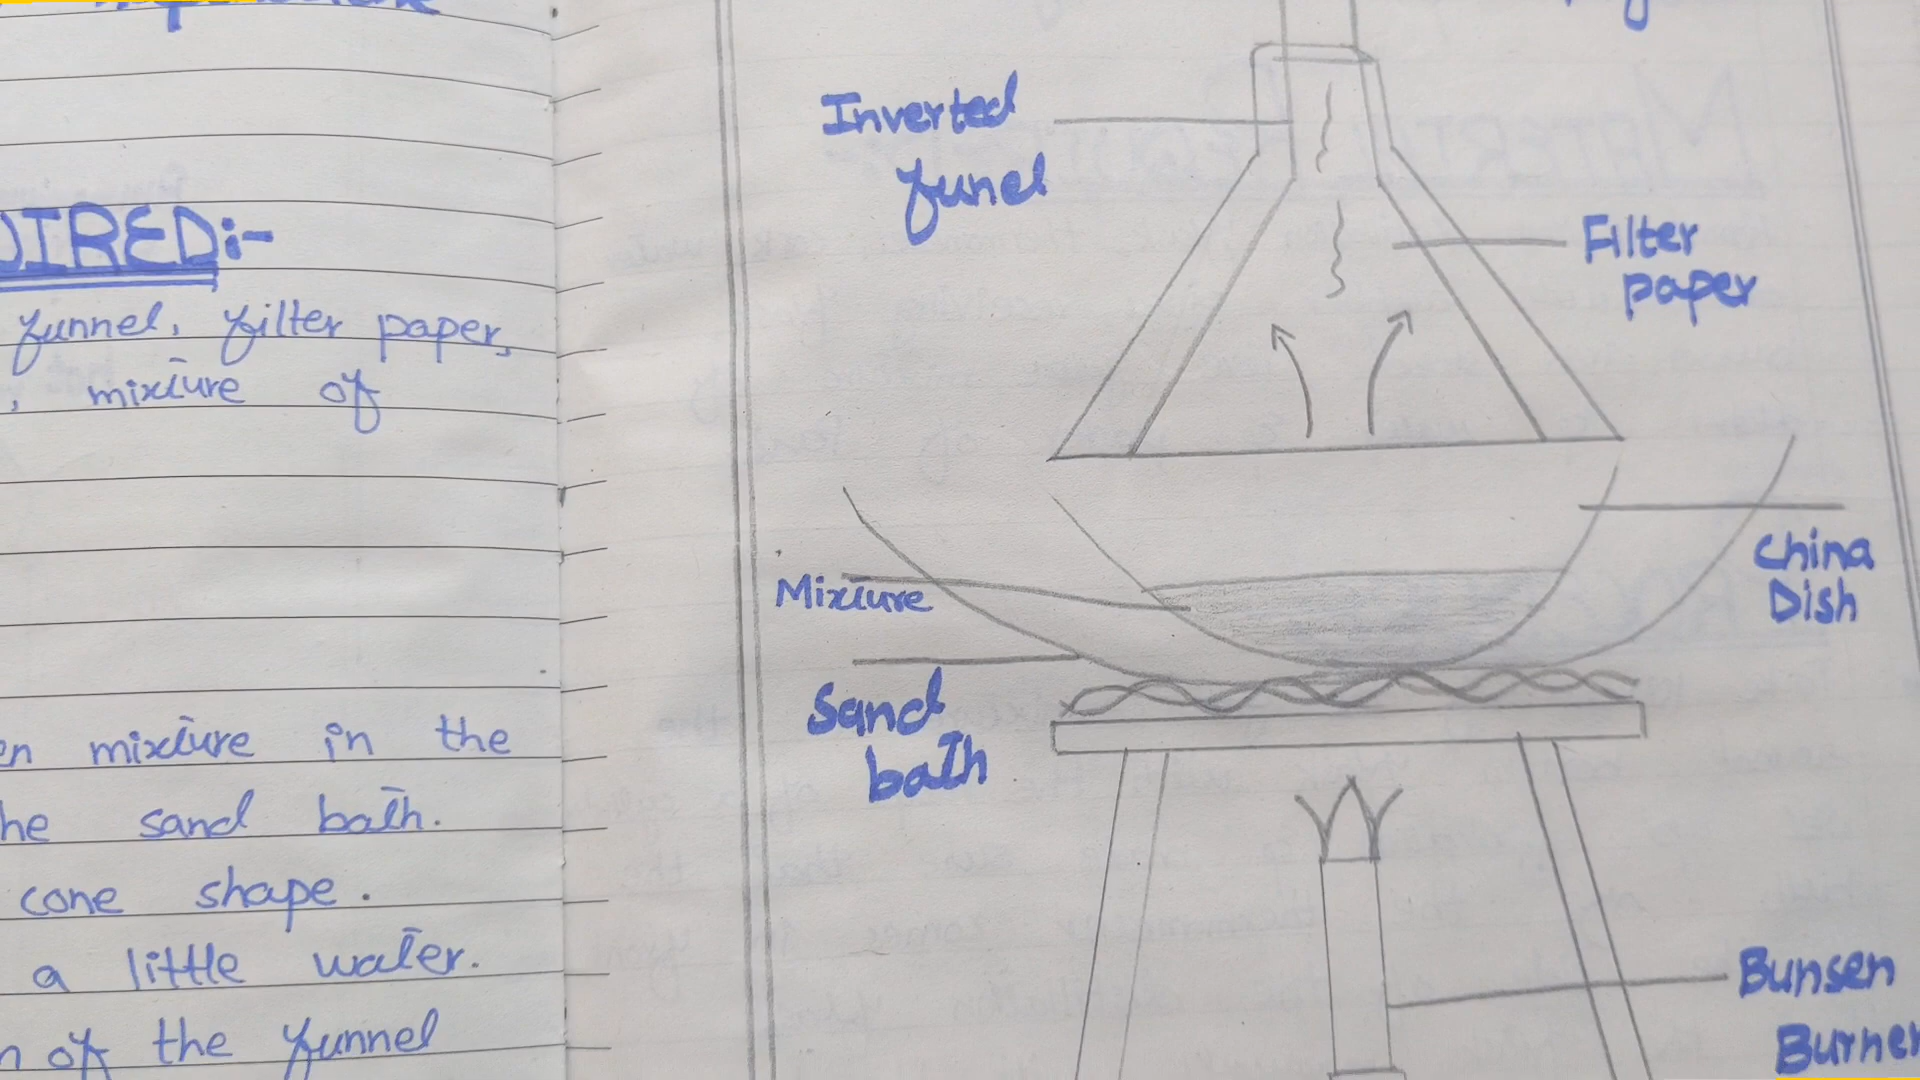 UIRED:-
funnel, filter paper,
, mixture of
en mixture in the
he sand bath.
cone shape.
a little water.
n of the funnel
Inverted
funel
Filter
paper
Mixture
China
Dish
Sand
bath
Bunsen
Burner